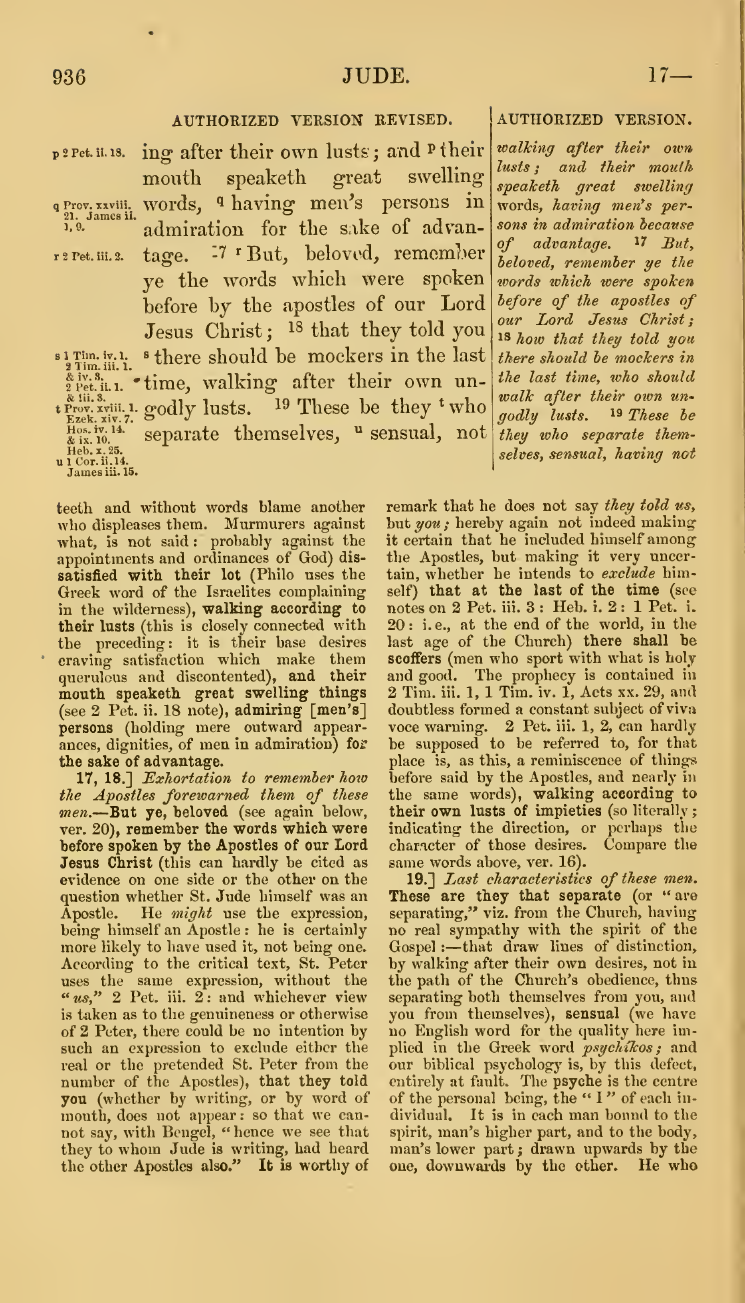 936
JUDE.
17—
AUTHORIZED VERSION REVISED.
p 2 Pet. ii. 18.
q Prov. xxviii.
21. James ii.
1, 9.
r 2 Pet. iii. 2.
s 1 Tim. iv. 1.
2 Tim. iii. 1.
& iv. 3.
2 Pet. ii. 1.
& iii. 3.
t Prov. xviii. 1.
Ezek. xiv. 7.
Hos. iv. 14.
& ix. 10.
Heb. x. 25.
u 1 Cor. ii. 14.
James iii. 15.
ing after their own lusts; and p their
mouth speaketh great swelling
words, q having men's persons in
admiration for the sake of advan-
tage. 17 r But, beloved, remember
ye the words which were spoken
before by the apostles of our Lord
Jesus Christ; 18 that they told you
s there should be mockers in the last
time, walking after their own un-
godly lusts. 19 These be they t who
separate themselves, u sensual, not
AUTHORIZED VERSION.
walking after their own
lusts; and their mouth
speaketh great swelling
words, having men's per-
sons in admiration because
of advantage. 17 But,
beloved, remember ye the
words which were spoken
before of the apostles of
our Lord Jesus Christ;
18 how that they told you
there should be mockers in
the last time, who should
walk after their own un-
godly lusts. 19 These be
they who separate them-
selves, sensual, having not
teeth and without words blame another
who displeases them. Murmurers against
what, is not said: probably against the
appointments and ordinances of God) dis-
satisfied with their lot (Philo uses the
Greek word of the Israelites complaining
in the wilderness), walking according to
their lusts (this is closely connected with
the preceding: it is their base desires
craving satisfaction which make them
querulous and discontented), and their
mouth speaketh great swelling things
(see 2 Pet. ii. 18 note), admiring [men's]
persons (holding mere outward appear-
ances, dignities, of men in admiration) for
the sake of advantage.
17, 18.] Exhortation to remember how
the Apostles forewarned them of these
men.—But ye, beloved (see again below,
ver. 20), remember the words which were
before spoken by the Apostles of our Lord
Jesus Christ (this can hardly be cited as
evidence on one side or the other on the
question whether St. Jude himself was an
Apostle. He might use the expression,
being himself an Apostle: he is certainly
more likely to have used it, not being one.
According to the critical text, St. Peter
uses the same expression, without the
"us," 2 Pet. iii. 2: and whichever view
is taken as to the genuineness or otherwise
of 2 Peter, there could be no intention by
such an expression to exclude either the
real or the pretended St. Peter from the
number of the Apostles), that they told
you (whether by writing, or by word of
mouth, does not appear: so that we can-
not say, with Bengel, "hence we see that
they to whom Jude is writing, had heard
the other Apostles also." It is worthy of
remark that he does not say they told us,
but you; hereby again not indeed making
it certain that he included himself among
the Apostles, but making it very uncer-
tain, whether he intends to exclude him-
self) that at the last of the time (see
notes on 2 Pet. iii. 3: Heb. i. 2: 1 Pet. i.
20: i.e., at the end of the world, in the
last age of the Church) there shall be
scoffers (men who sport with what is holy
and good. The prophecy is contained in
2 Tim. iii. 1, 1 Tim. iv. 1, Acts xx. 29, and
doubtless formed a constant subject of viva
voce warning. 2 Pet. iii. 1, 2, can hardly
be supposed to be referred to, for that
place is, as this, a reminiscence of things
before said by the Apostles, and nearly in
the same words), walking according to
their own lusts of impieties (so literally;
indicating the direction, or perhaps the
character of those desires. Compare the
same words above, ver. 16).
19.] Last characteristics of these men.
These are they that separate (or "are
separating," viz. from the Church, having
no real sympathy with the spirit of the
Gospel:—that draw lines of distinction,
by walking after their own desires, not in
the path of the Church's obedience, thus
separating both themselves from you, and
you from themselves), sensual (we have
no English word for the quality here im-
plied in the Greek word psychikos; and
our biblical psychology is, by this defect,
entirely at fault. The psyche is the centre
of the personal being, the "I" of each in-
dividual. It is in each man bound to the
spirit, man's higher part, and to the body,
man's lower part; drawn upwards by the
one, downwards by the other. He who